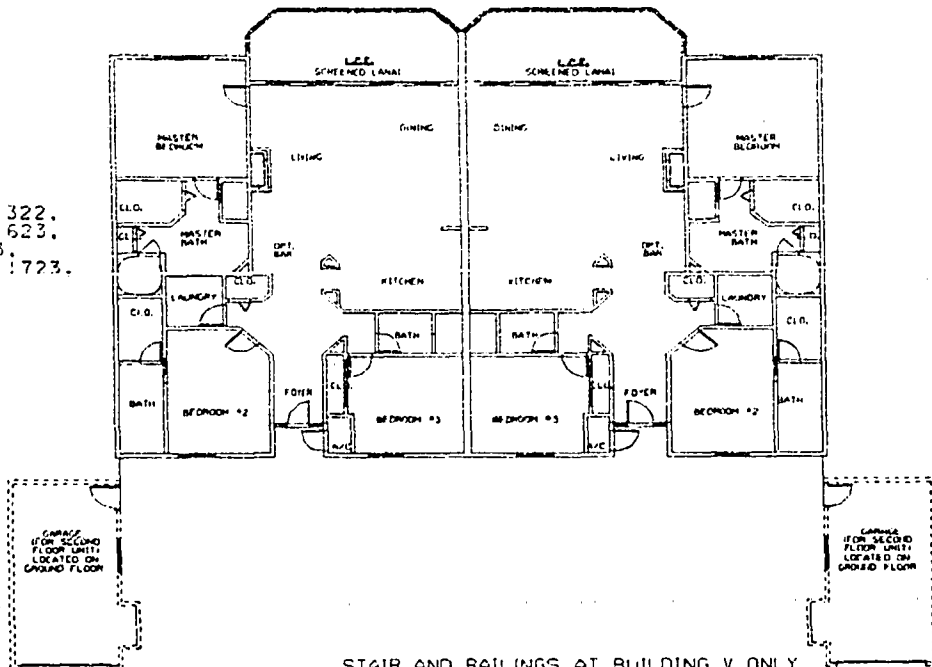 L.C.E.
SCREENED LANAI
L.C.E.
SCREENED LANAI
MASTER
BEDROOM
DINING
DINING
MASTER
BEDROOM
LIVING
LIVING
322.
623.
3.
1723.
CLO.
CLO.
CL.
MASTER
BATH
MASTER
BATH
OPT.
BAR
OPT.
BAR
CLO.
KITCHEN
KITCHEN
CLO.
LAUNDRY
LAUNDRY
CLO.
CLO.
BATH
BATH
BATH
BEDROOM #2
FOYER
CL.
BEDROOM #3
BEDROOM #3
CLO.
FOYER
BEDROOM #2
BATH
A/C
A/C
GARAGE
(FOR SECOND
FLOOR UNIT)
LOCATED ON
GROUND FLOOR
GARAGE
(FOR SECOND
FLOOR UNIT)
LOCATED ON
GROUND FLOOR
STAIR AND RAILINGS AT BUILDING V ONLY